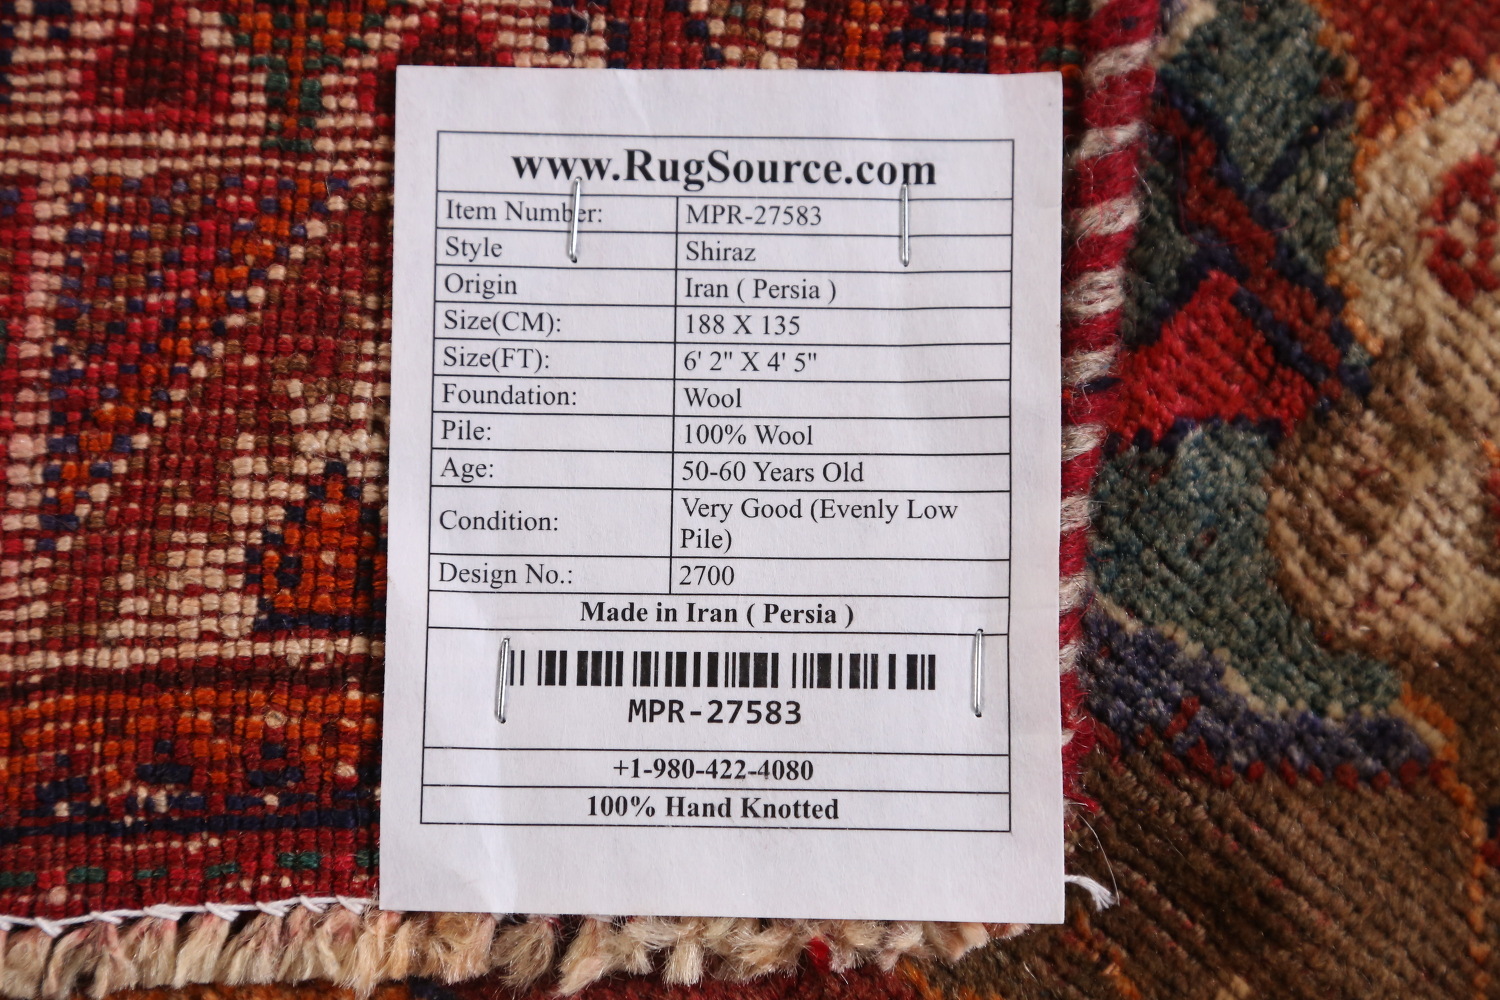 www.RugSource.com
Item Number: MPR-27583
Style Shiraz
Origin Iran ( Persia )
Size(CM): 188 X 135
Size(FT): 6' 2" X 4' 5"
Foundation: Wool
Pile: 100% Wool
Age: 50-60 Years Old
Condition: Very Good (Evenly Low
Pile)
Design No.: 2700
Made in Iran ( Persia )
MPR-27583
+1-980-422-4080
100% Hand Knotted